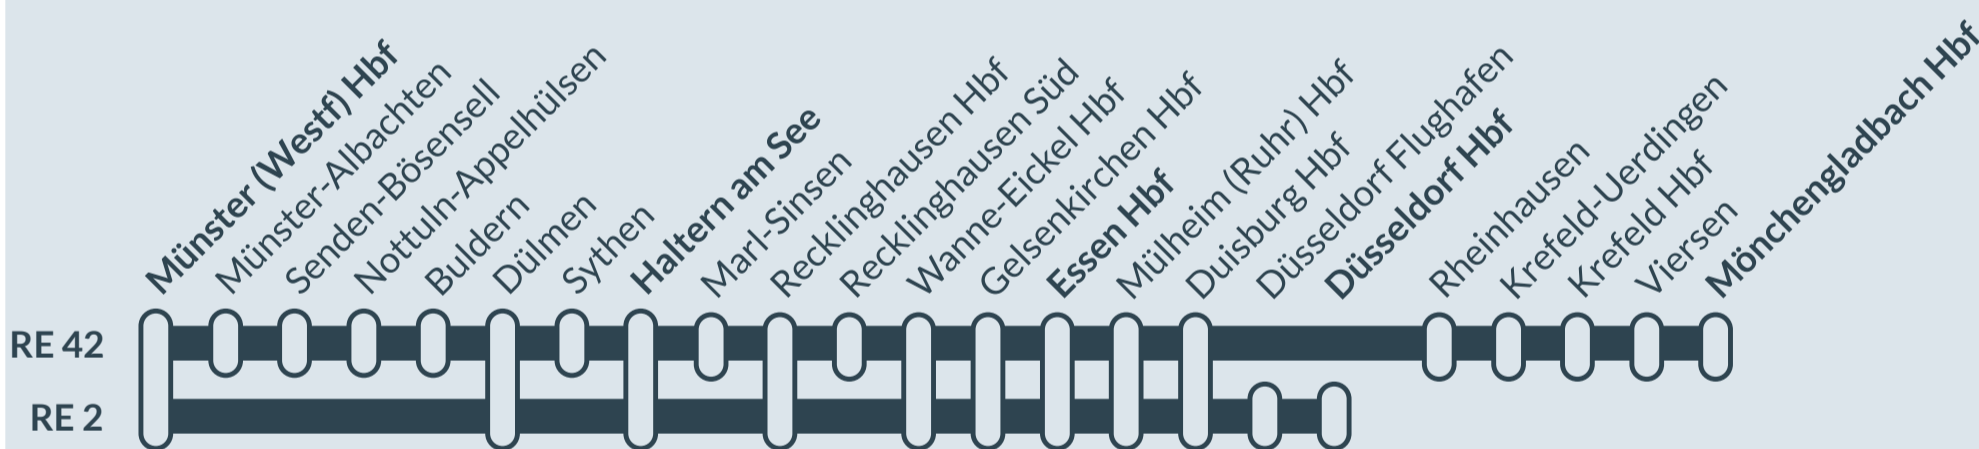 Münster (Westf) Hbf
Münster-Albachten
Senden-Bösensell
Nottuln-Appelhülsen
Buldern
Dülmen
Sythen
Haltern am See
Marl-Sinsen
Recklinghausen Hbf
Recklinghausen Süd
Wanne-Eickel Hbf
Gelsenkirchen Hbf
Essen Hbf
Mülheim (Ruhr) Hbf
Duisburg Hbf
Düsseldorf Flughafen
Düsseldorf Hbf
Rheinhausen
Krefeld-Uerdingen
Krefeld Hbf
Viersen
Mönchengladbach Hbf
RE 42
RE 2